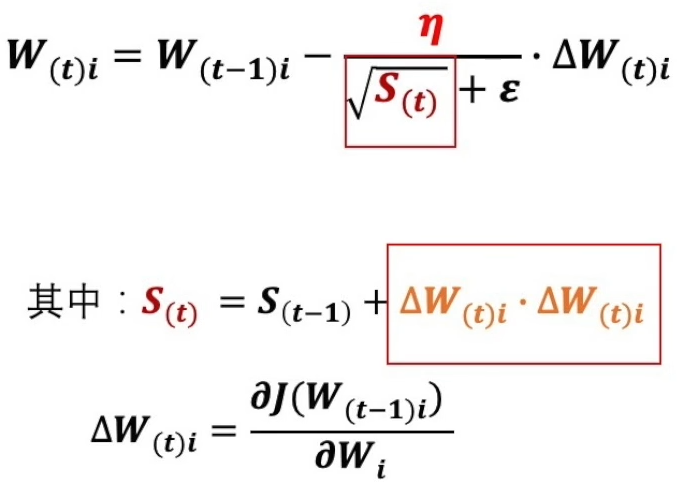 W₍t₎i = W₍t−1₎i − η / (√S₍t₎ + ε) · ΔW₍t₎i
其中：S₍t₎ = S₍t−1₎ + ΔW₍t₎i · ΔW₍t₎i
ΔW₍t₎i = ∂J(W₍t−1₎i) / ∂Wi